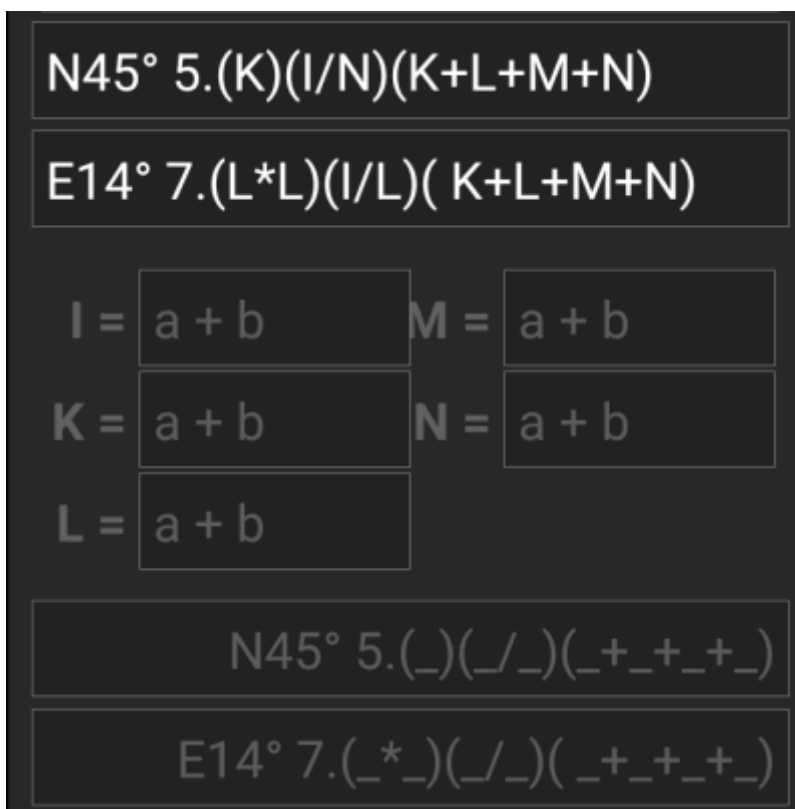 N45° 5.(K)(I/N)(K+L+M+N)
E14° 7.(L*L)(I/L)( K+L+M+N)
I = a + b M = a + b
K = a + b N = a + b
L = a + b
N45° 5.(_)(_/_)(_+_+_+_)
E14° 7.(_*_)(_/_)( _+_+_+_)